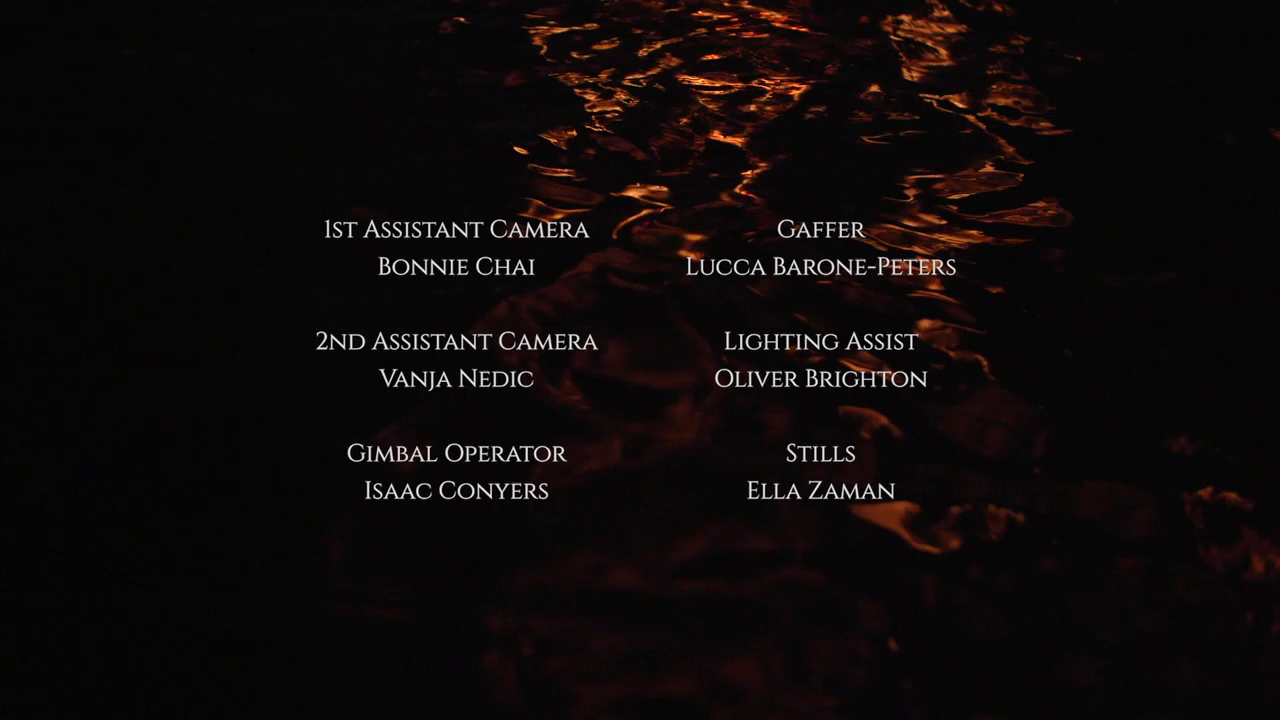 1st Assistant Camera
Bonnie Chai
2nd Assistant Camera
Vanja Nedic
Gimbal Operator
Isaac Conyers
Gaffer
Lucca Barone-Peters
Lighting Assist
Oliver Brighton
Stills
Ella Zaman